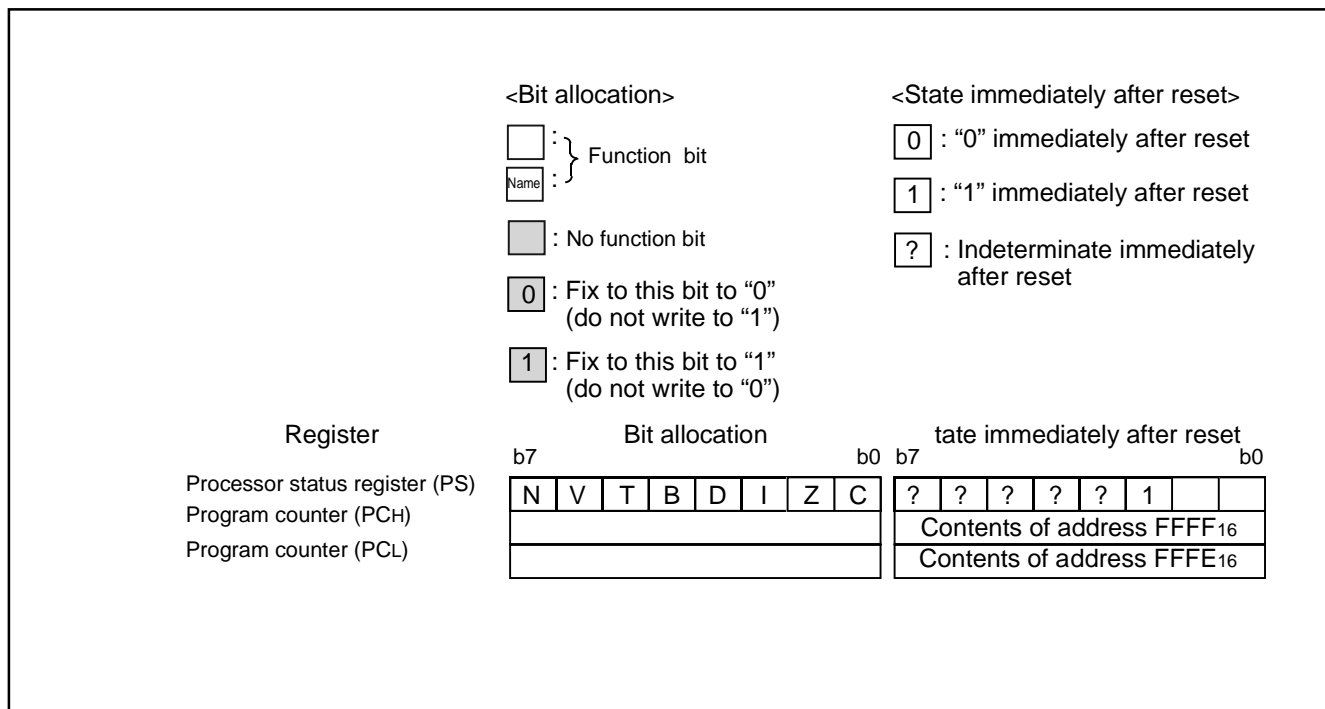 <Bit allocation>
:
Name :
} Function bit
: No function bit
0 : Fix to this bit to “0”
(do not write to “1”)
1 : Fix to this bit to “1”
(do not write to “0”)
<State immediately after reset>
0 : “0” immediately after reset
1 : “1” immediately after reset
? : Indeterminate immediately
after reset
Register Bit allocation tate immediately after reset
b7 b0 b7 b0
Processor status register (PS) N V T B D I Z C ? ? ? ? ? 1
Program counter (PCH) Contents of address FFFF16
Program counter (PCL) Contents of address FFFE16